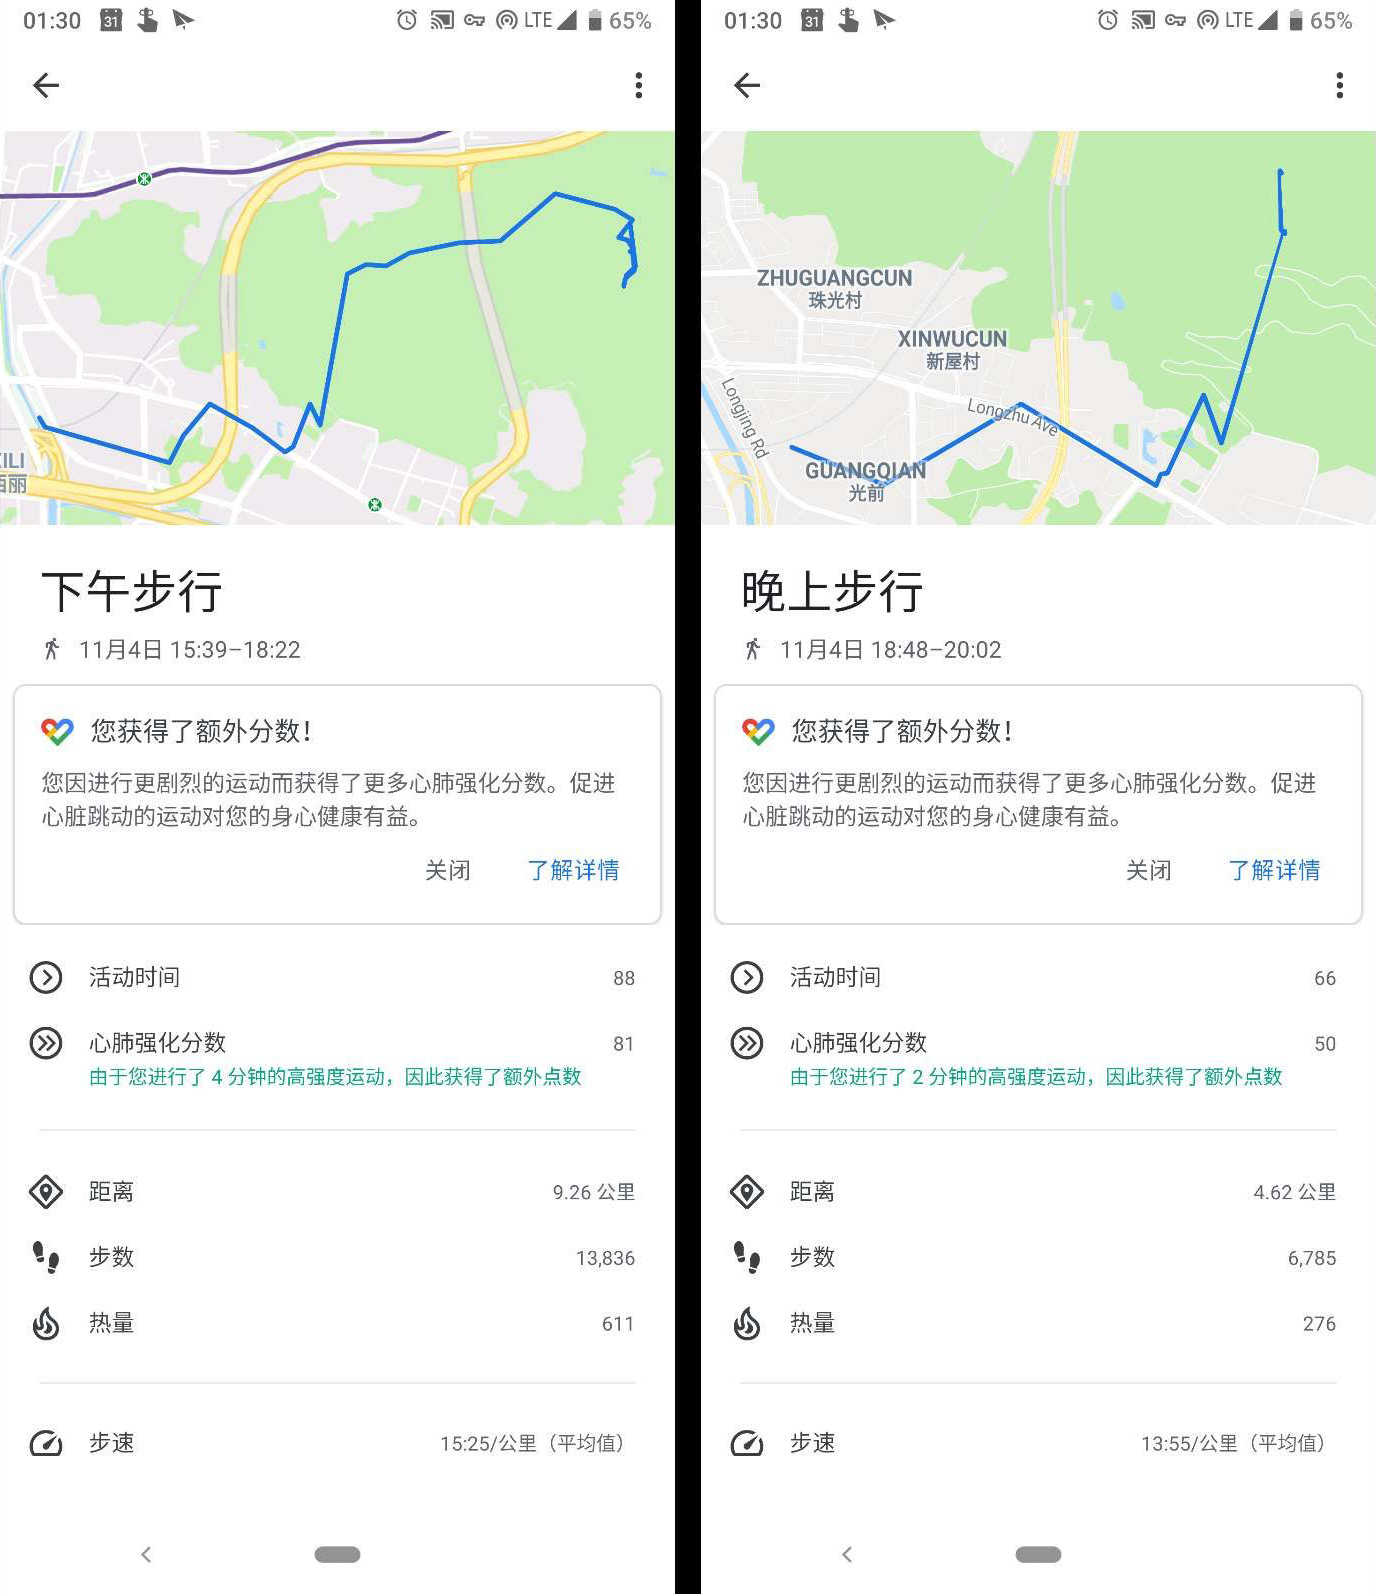 01:30
31
LTE
65%
XILI
西丽
下午步行
11月4日 15:39–18:22
您获得了额外分数！
您因进行更剧烈的运动而获得了更多心肺强化分数。促进
心脏跳动的运动对您的身心健康有益。
关闭
了解详情
活动时间
88
心肺强化分数
81
由于您进行了 4 分钟的高强度运动，因此获得了额外点数
距离
9.26 公里
步数
13,836
热量
611
步速
15:25/公里（平均值）
01:30
31
LTE
65%
ZHUGUANGCUN
珠光村
XINWUCUN
新屋村
Longjing Rd
Longzhu Ave
GUANGQIAN
光前
晚上步行
11月4日 18:48–20:02
您获得了额外分数！
您因进行更剧烈的运动而获得了更多心肺强化分数。促进
心脏跳动的运动对您的身心健康有益。
关闭
了解详情
活动时间
66
心肺强化分数
50
由于您进行了 2 分钟的高强度运动，因此获得了额外点数
距离
4.62 公里
步数
6,785
热量
276
步速
13:55/公里（平均值）